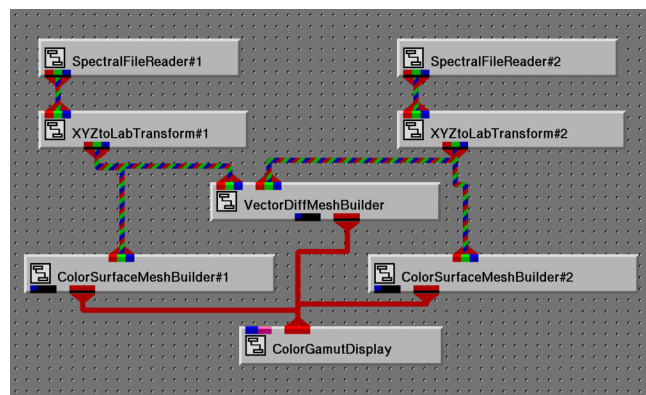 SpectralFileReader#1
SpectralFileReader#2
XYZtoLabTransform#1
XYZtoLabTransform#2
VectorDiffMeshBuilder
ColorSurfaceMeshBuilder#1
ColorSurfaceMeshBuilder#2
ColorGamutDisplay